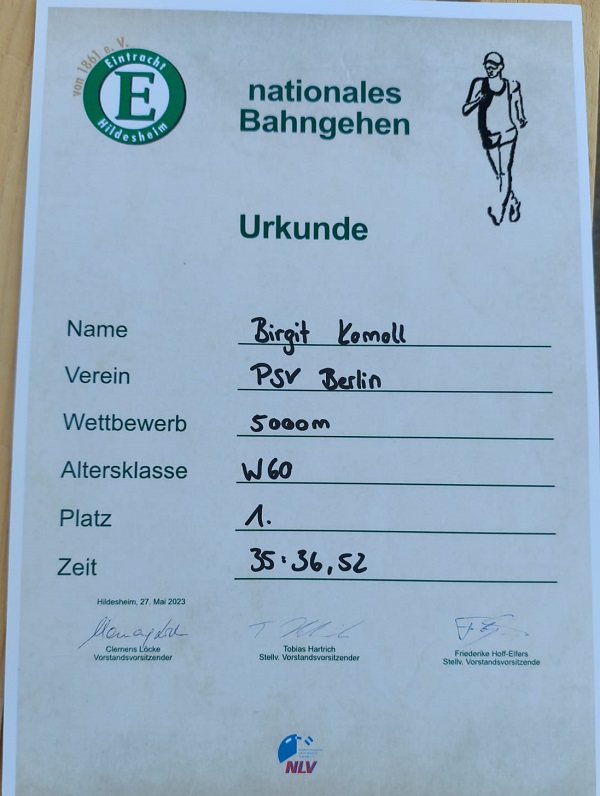 von 1861 e. V.
Eintracht
E
Hildesheim
nationales
Bahngehen
Urkunde
Name Birgit Komoll
Verein PSV Berlin
Wettbewerb 5000m
Altersklasse W60
Platz 1.
Zeit 35:36,52
Hildesheim, 27. Mai 2023
Clemens Löcke Tobias Hartrich Friederike Hoff-Elfers
Vorstandsvorsitzender Stellv. Vorstandsvorsitzender Stellv. Vorstandsvorsitzende
NLV